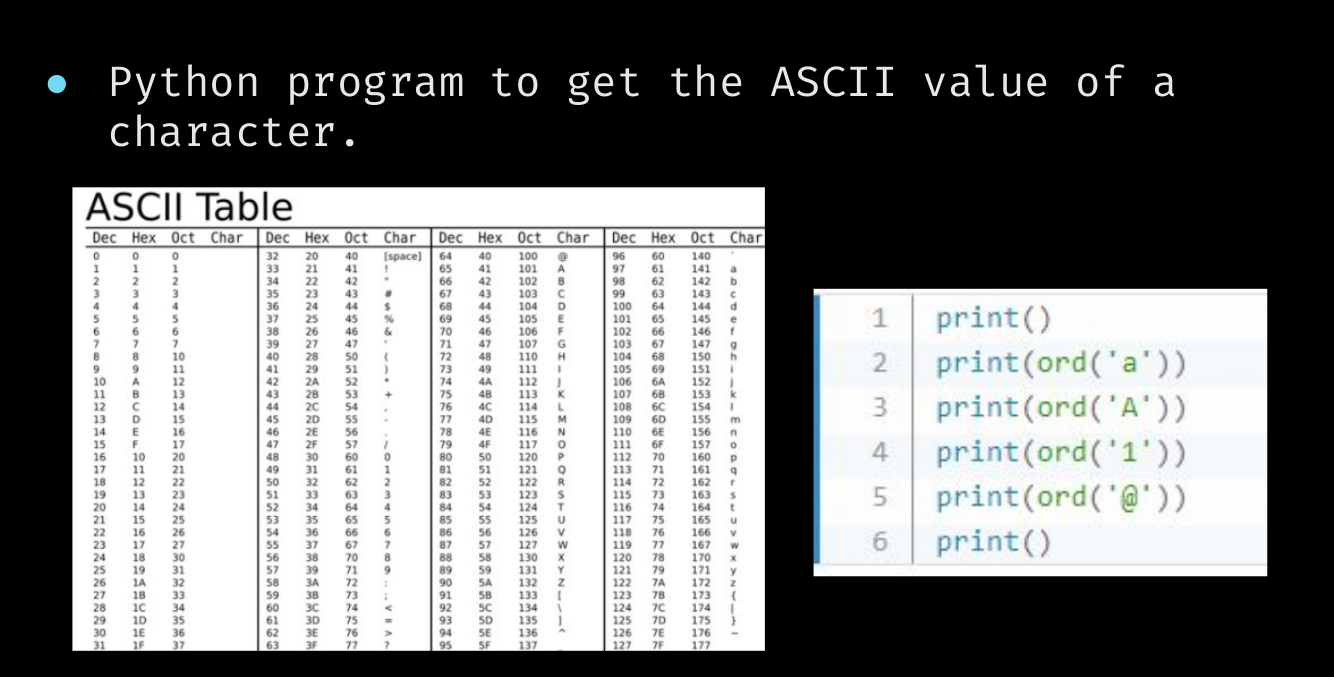 ● Python program to get the ASCII value of a
character.
ASCII Table
Dec Hex Oct Char Dec Hex Oct Char Dec Hex Oct Char Dec Hex Oct Char
0 0 0 32 20 40 [space] 64 40 100 @ 96 60 140 `
1 1 1 33 21 41 ! 65 41 101 A 97 61 141 a
2 2 2 34 22 42 " 66 42 102 B 98 62 142 b
3 3 3 35 23 43 # 67 43 103 C 99 63 143 c
4 4 4 36 24 44 $ 68 44 104 D 100 64 144 d
5 5 5 37 25 45 % 69 45 105 E 101 65 145 e
6 6 6 38 26 46 & 70 46 106 F 102 66 146 f
7 7 7 39 27 47 ' 71 47 107 G 103 67 147 g
8 8 10 40 28 50 ( 72 48 110 H 104 68 150 h
9 9 11 41 29 51 ) 73 49 111 I 105 69 151 i
10 A 12 42 2A 52 * 74 4A 112 J 106 6A 152 j
11 B 13 43 2B 53 + 75 4B 113 K 107 6B 153 k
12 C 14 44 2C 54 , 76 4C 114 L 108 6C 154 l
13 D 15 45 2D 55 - 77 4D 115 M 109 6D 155 m
14 E 16 46 2E 56 . 78 4E 116 N 110 6E 156 n
15 F 17 47 2F 57 / 79 4F 117 O 111 6F 157 o
16 10 20 48 30 60 0 80 50 120 P 112 70 160 p
17 11 21 49 31 61 1 81 51 121 Q 113 71 161 q
18 12 22 50 32 62 2 82 52 122 R 114 72 162 r
19 13 23 51 33 63 3 83 53 123 S 115 73 163 s
20 14 24 52 34 64 4 84 54 124 T 116 74 164 t
21 15 25 53 35 65 5 85 55 125 U 117 75 165 u
22 16 26 54 36 66 6 86 56 126 V 118 76 166 v
23 17 27 55 37 67 7 87 57 127 W 119 77 167 w
24 18 30 56 38 70 8 88 58 130 X 120 78 170 x
25 19 31 57 39 71 9 89 59 131 Y 121 79 171 y
26 1A 32 58 3A 72 : 90 5A 132 Z 122 7A 172 z
27 1B 33 59 3B 73 ; 91 5B 133 [ 123 7B 173 {
28 1C 34 60 3C 74 < 92 5C 134 \ 124 7C 174 |
29 1D 35 61 3D 75 = 93 5D 135 ] 125 7D 175 }
30 1E 36 62 3E 76 > 94 5E 136 ^ 126 7E 176 ~
31 1F 37 63 3F 77 ? 95 5F 137 _ 127 7F 177
1 print()
2 print(ord('a'))
3 print(ord('A'))
4 print(ord('1'))
5 print(ord('@'))
6 print()